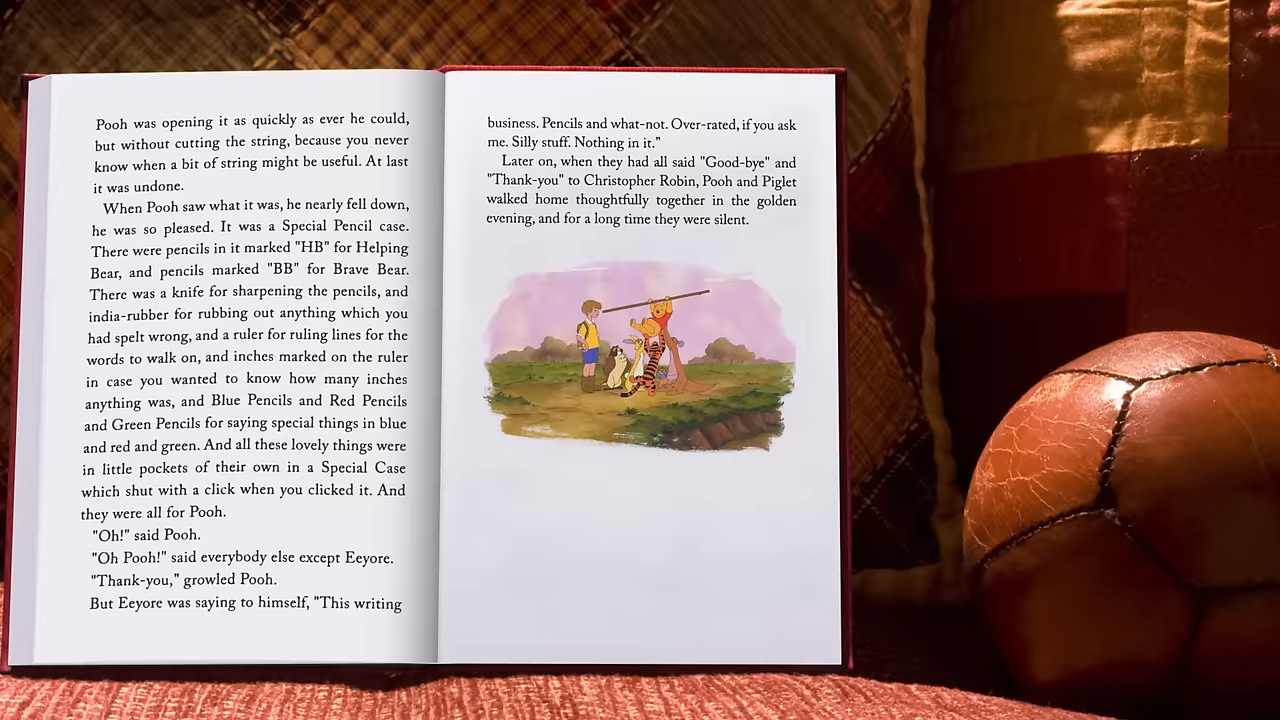 Pooh was opening it as quickly as ever he could,
but without cutting the string, because you never
know when a bit of string might be useful. At last
it was undone.
When Pooh saw what it was, he nearly fell down,
he was so pleased. It was a Special Pencil case.
There were pencils in it marked "HB" for Helping
Bear, and pencils marked "BB" for Brave Bear.
There was a knife for sharpening the pencils, and
india-rubber for rubbing out anything which you
had spelt wrong, and a ruler for ruling lines for the
words to walk on, and inches marked on the ruler
in case you wanted to know how many inches
anything was, and Blue Pencils and Red Pencils
and Green Pencils for saying special things in blue
and red and green. And all these lovely things were
in little pockets of their own in a Special Case
which shut with a click when you clicked it. And
they were all for Pooh.
"Oh!" said Pooh.
"Oh Pooh!" said everybody else except Eeyore.
"Thank-you," growled Pooh.
But Eeyore was saying to himself, "This writing
business. Pencils and what-not. Over-rated, if you ask
me. Silly stuff. Nothing in it."
Later on, when they had all said "Good-bye" and
"Thank-you" to Christopher Robin, Pooh and Piglet
walked home thoughtfully together in the golden
evening, and for a long time they were silent.